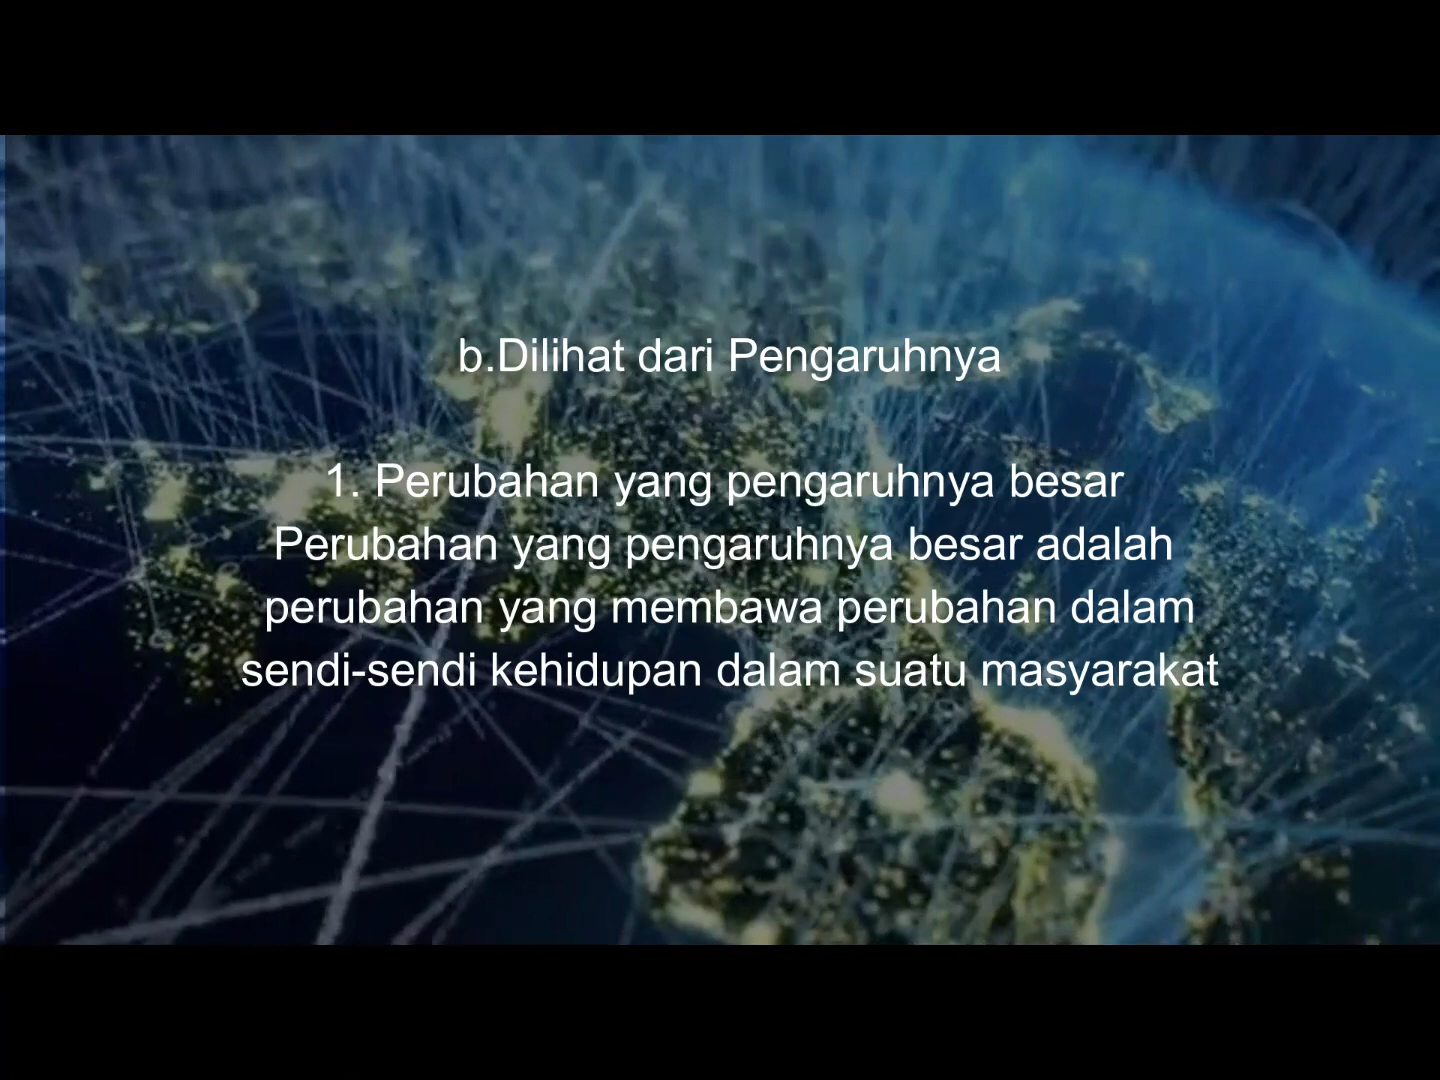 b.Dilihat dari Pengaruhnya
1. Perubahan yang pengaruhnya besar
Perubahan yang pengaruhnya besar adalah
perubahan yang membawa perubahan dalam
sendi-sendi kehidupan dalam suatu masyarakat